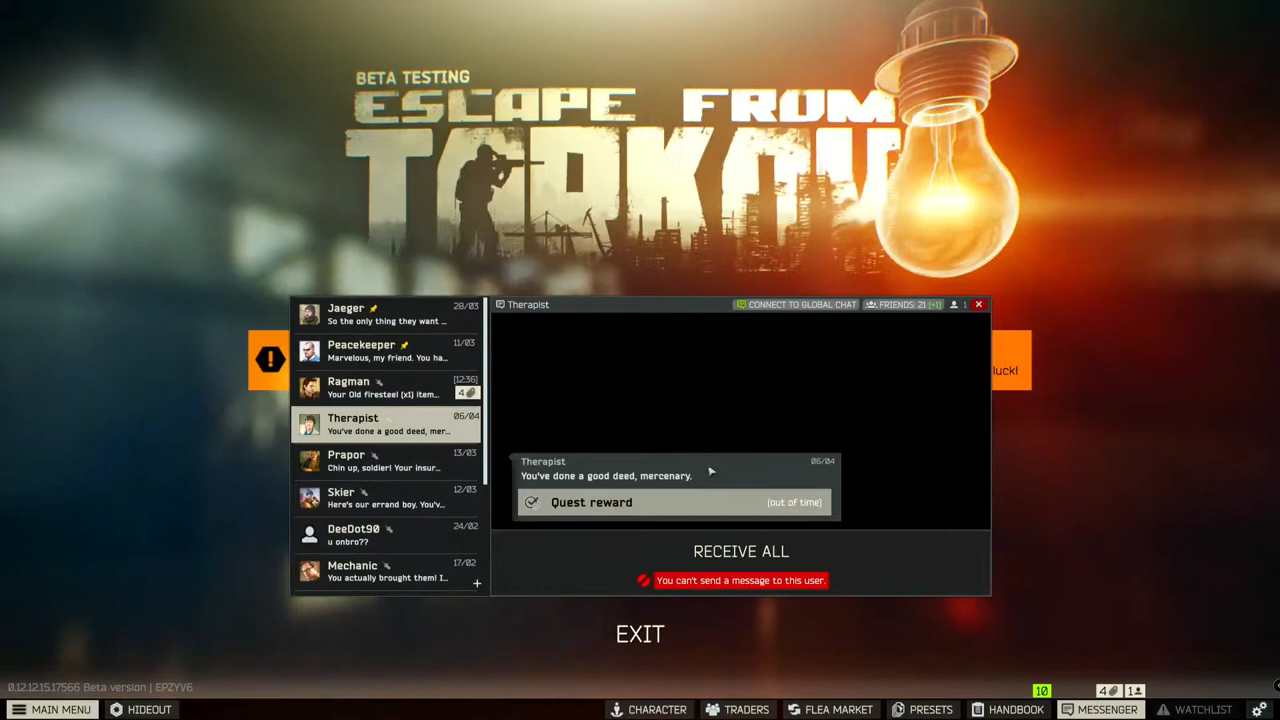 BETA TESTING
ESCAPE FROM
TARKOV
Jaeger 28/03
So the only thing they want ...
Peacekeeper 11/03
Marvelous, my friend. You ha...
Ragman [12:36]
Your Old firesteel (x1) item... 4
Therapist 06/04
You've done a good deed, mer...
Prapor 13/03
Chin up, soldier! Your insur...
Skier 12/03
Here's our errand boy. You'v...
DeeDot90 24/02
u onbro??
Mechanic 17/02
You actually brought them! I...
+
Therapist CONNECT TO GLOBAL CHAT FRIENDS: 21 [+1] 1
luck!
Therapist 06/04
You've done a good deed, mercenary.
Quest reward (out of time)
RECEIVE ALL
You can't send a message to this user.
EXIT
0.12.12.15.17566 Beta version | EPZYV6
10 4 1
MAIN MENU HIDEOUT CHARACTER TRADERS FLEA MARKET PRESETS HANDBOOK MESSENGER WATCHLIST